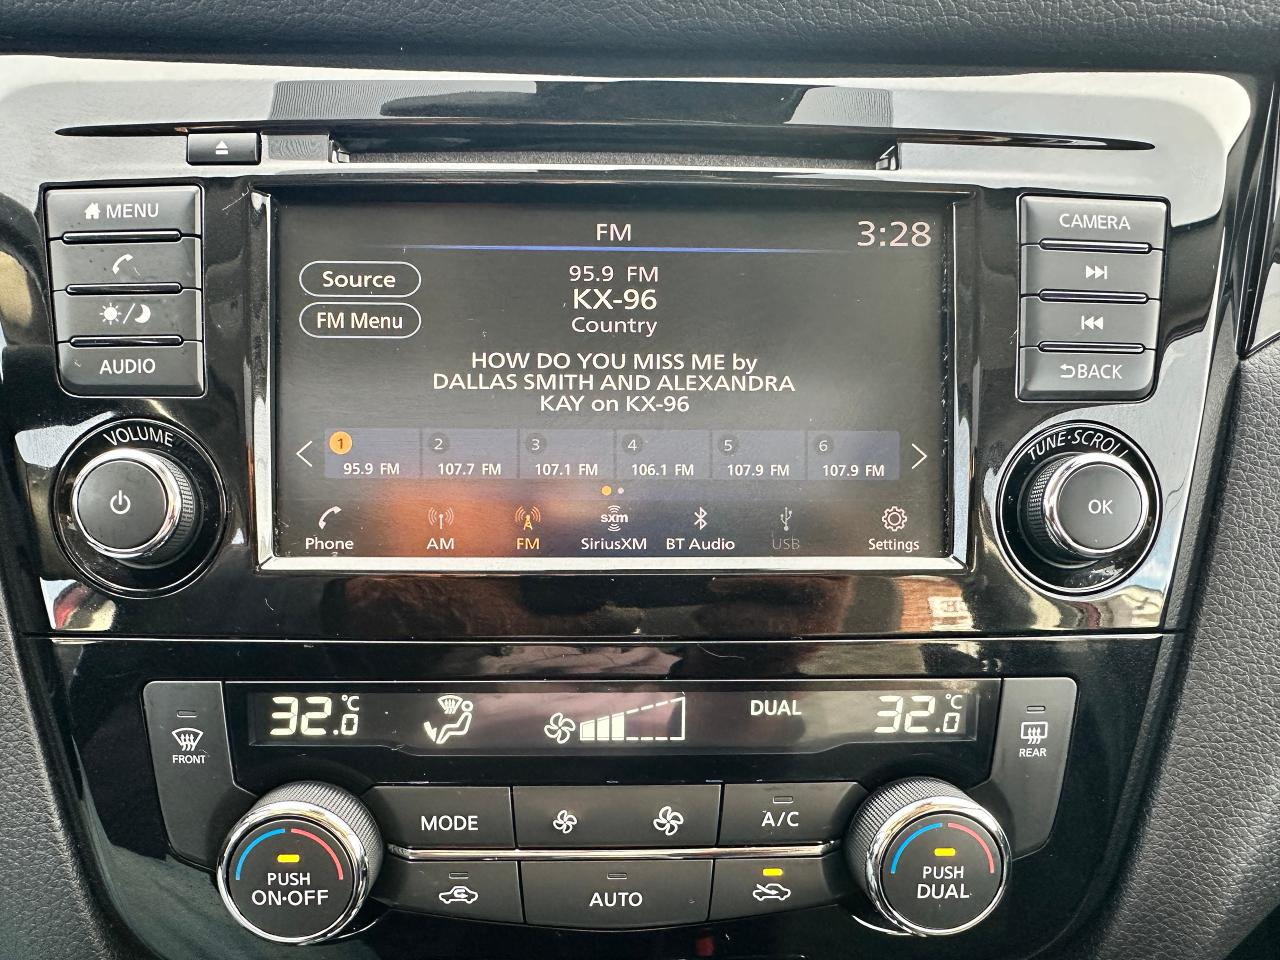 MENU
AUDIO
VOLUME
FM
3:28
Source
FM Menu
95.9 FM
KX-96
Country
HOW DO YOU MISS ME by
DALLAS SMITH AND ALEXANDRA
KAY on KX-96
1 2 3 4 5 6
95.9 FM 107.7 FM 107.1 FM 106.1 FM 107.9 FM 107.9 FM
sxm
Phone AM FM SiriusXM BT Audio USB Settings
CAMERA
BACK
TUNE·SCROLL
OK
32.0 °C
DUAL
32.0 °C
FRONT
REAR
MODE
A/C
PUSH
ON·OFF
AUTO
PUSH
DUAL